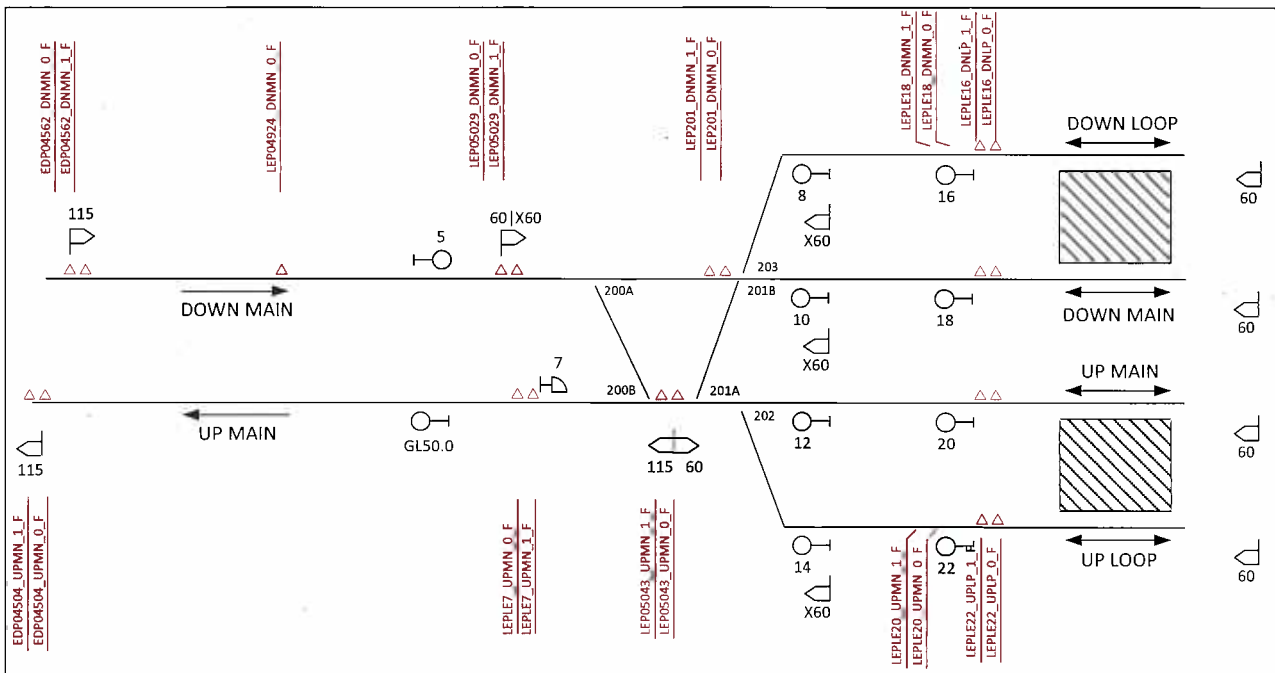 EDP04562_DNMN_0_F
EDP04562_DNMN_1_F
LEP04924_DNMN_0_F
LEP05029_DNMN_0_F
LEP05029_DNMN_1_F
LEP201_DNMN_1_F
LEP201_DNMN_0_F
LEPLE18_DNMN_1_F
LEPLE18_DNMN_0_F
LEPLE16_DNLP_1_F
LEPLE16_DNLP_0_F
DOWN LOOP
8
16
60
115
5
60|X60
X60
203
DOWN MAIN
200A
201B
10
18
DOWN MAIN
60
X60
7
UP MAIN
200B
201A
UP MAIN
GL50.0
202
12
20
60
115
115 60
14
22
UP LOOP
60
X60
EDP04504_UPMN_1_F
EDP04504_UPMN_0_F
LEPLE7_UPMN_0_F
LEPLE7_UPMN_1_F
LEP05043_UPMN_1_F
LEP05043_UPMN_0_F
LEPLE20_UPMN_1_F
LEPLE20_UPMN_0_F
LEPLE22_UPLP_1_F
LEPLE22_UPLP_0_F